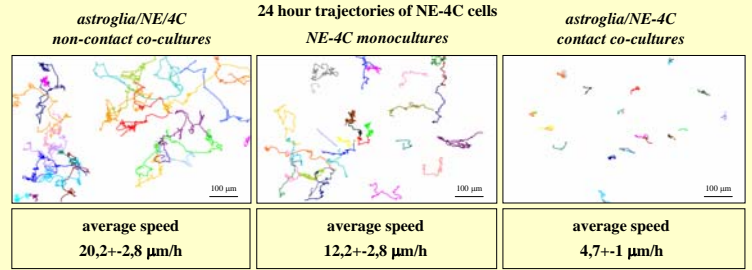 24 hour trajectories of NE-4C cells
astroglia/NE/4C
non-contact co-cultures
NE-4C monocultures
astroglia/NE-4C
contact co-cultures
100 µm
100 µm
100 µm
average speed
20,2+-2,8 µm/h
average speed
12,2+-2,8 µm/h
average speed
4,7+-1 µm/h